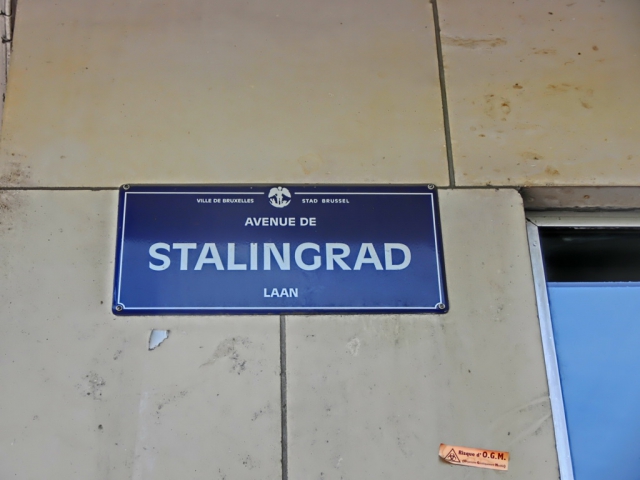 VILLE DE BRUXELLES STAD BRUSSEL
AVENUE DE
STALINGRAD
LAAN
Risque d'O.G.M.